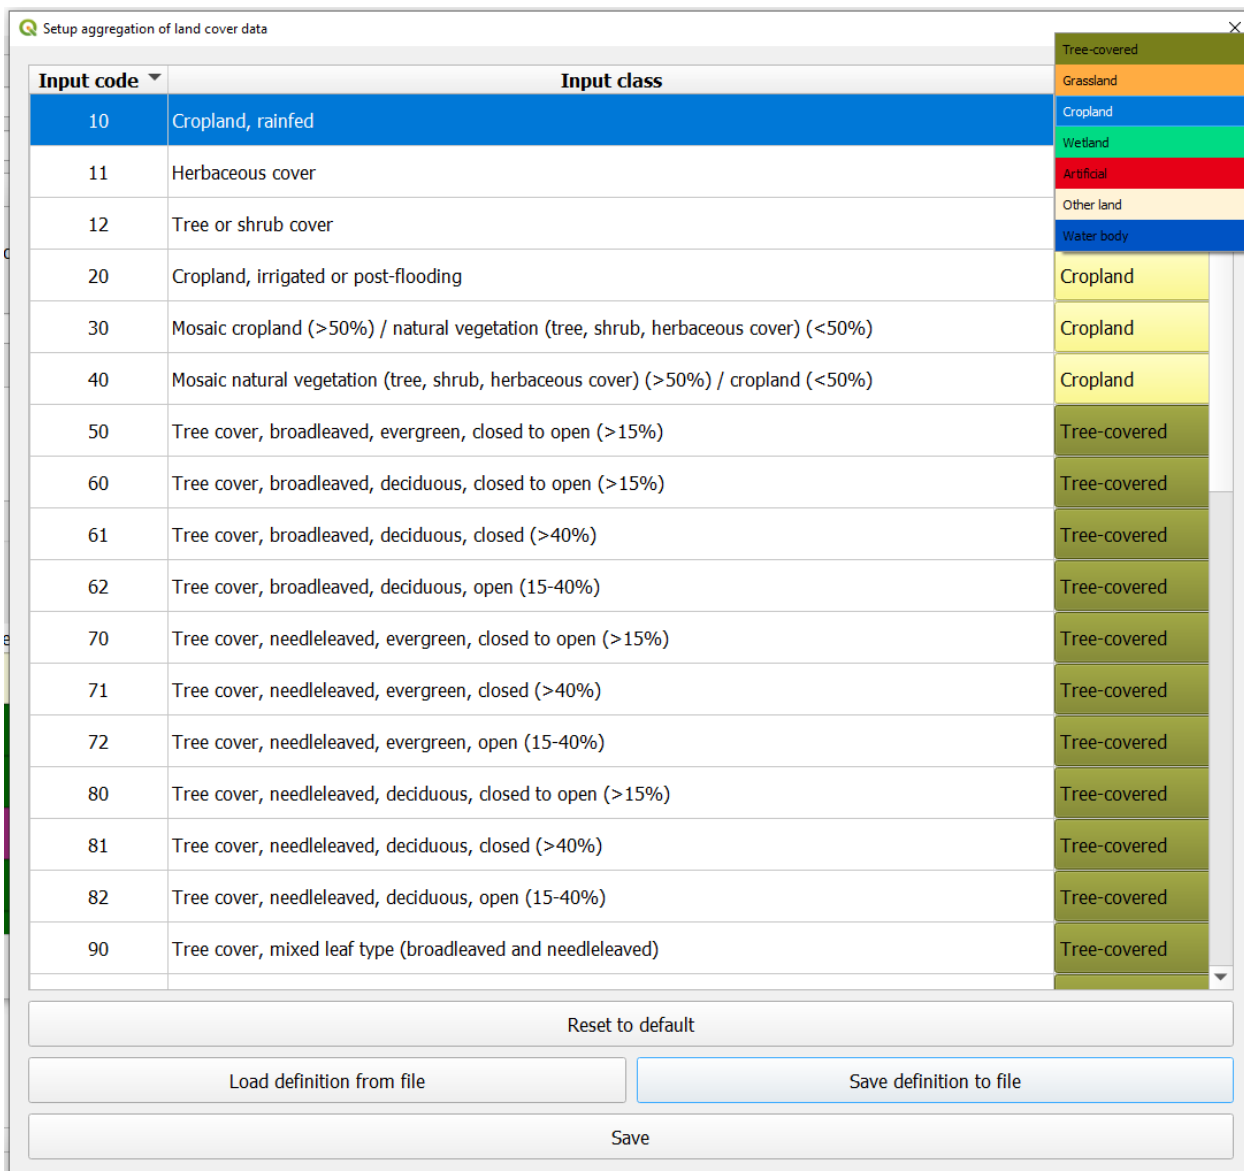 Setup aggregation of land cover data
Input code Input class
Tree-covered
Grassland
Cropland
Wetland
Artificial
Other land
Water body
10 Cropland, rainfed
11 Herbaceous cover
12 Tree or shrub cover
20 Cropland, irrigated or post-flooding Cropland
30 Mosaic cropland (>50%) / natural vegetation (tree, shrub, herbaceous cover) (<50%) Cropland
40 Mosaic natural vegetation (tree, shrub, herbaceous cover) (>50%) / cropland (<50%) Cropland
50 Tree cover, broadleaved, evergreen, closed to open (>15%) Tree-covered
60 Tree cover, broadleaved, deciduous, closed to open (>15%) Tree-covered
61 Tree cover, broadleaved, deciduous, closed (>40%) Tree-covered
62 Tree cover, broadleaved, deciduous, open (15-40%) Tree-covered
70 Tree cover, needleleaved, evergreen, closed to open (>15%) Tree-covered
71 Tree cover, needleleaved, evergreen, closed (>40%) Tree-covered
72 Tree cover, needleleaved, evergreen, open (15-40%) Tree-covered
80 Tree cover, needleleaved, deciduous, closed to open (>15%) Tree-covered
81 Tree cover, needleleaved, deciduous, closed (>40%) Tree-covered
82 Tree cover, needleleaved, deciduous, open (15-40%) Tree-covered
90 Tree cover, mixed leaf type (broadleaved and needleleaved) Tree-covered
Reset to default
Load definition from file Save definition to file
Save